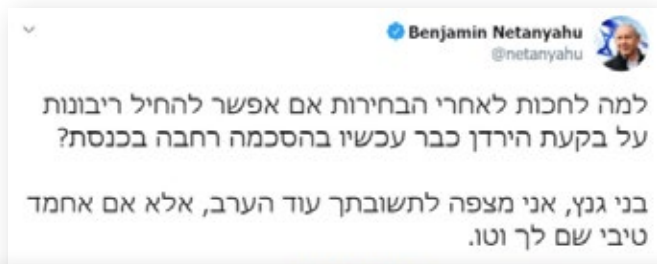 Benjamin Netanyahu
@netanyahu
למה לחכות לאחרי הבחירות אם אפשר להחיל ריבונות
על בקעת הירדן כבר עכשיו בהסכמה רחבה בכנסת?
בני גנץ, אני מצפה לתשובתך עוד הערב, אלא אם אחמד
טיבי שם לך וטו.